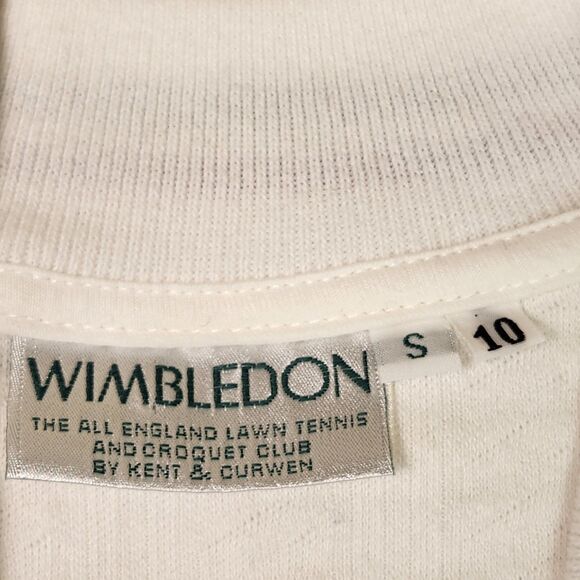 WIMBLEDON
THE ALL ENGLAND LAWN TENNIS
AND CROQUET CLUB
BY KENT & CURWEN
S
10